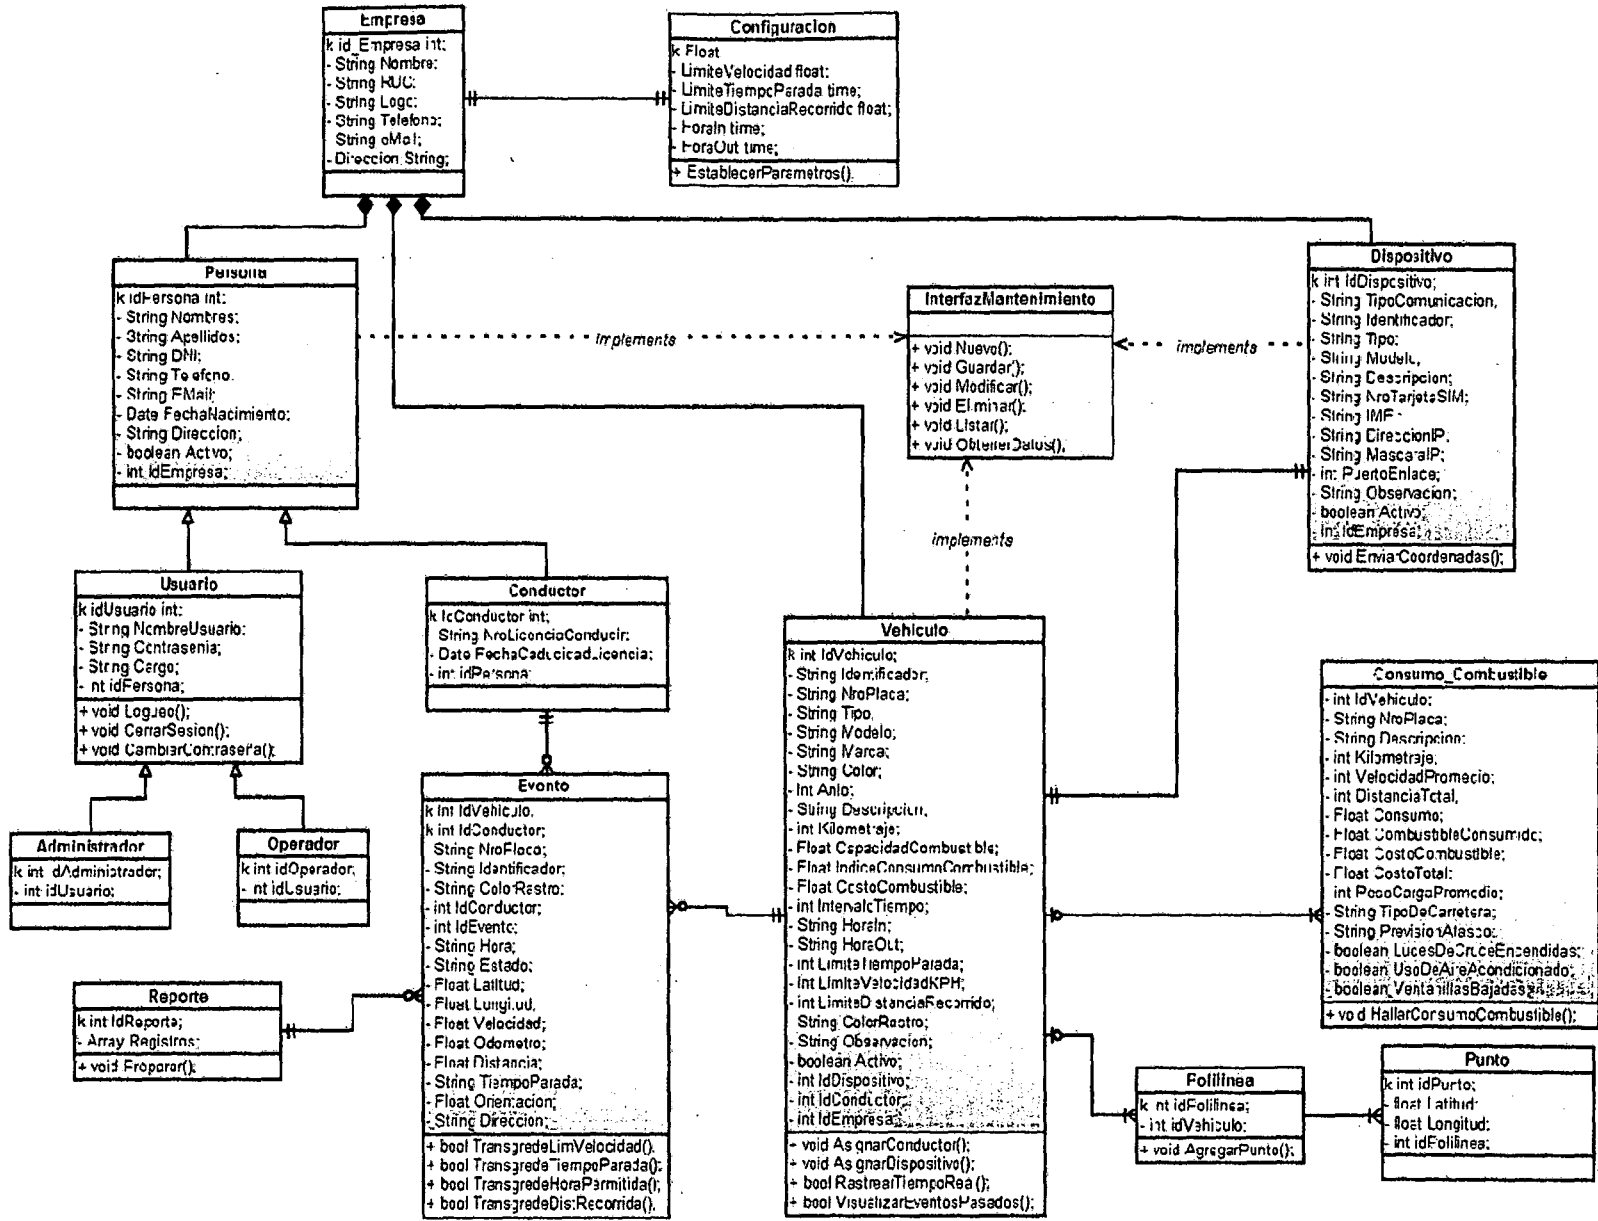 Empresa
k id_Empresa int;
- String Nombre;
- String RUC;
- String Logo;
- String Telefono;
String eMail;
- Direccion String;
Configuracion
k Float
- LimiteVelocidad float;
- LimiteTiempoParada time;
- LimiteDistanciaRecorrido float;
- HoraIn time;
- HoraOut time;
+ EstablecerParametros().
Persona
k idPersona int;
- String Nombres;
- String Apellidos;
- String DNI;
- String Telefono.
- String EMail;
- Date FechaNacimiento;
- String Direccion;
- boolean Activo;
- int IdEmpresa;
implements
InterfazMantenimiento
+ void Nuevo();
+ void Guardar();
+ void Modificar();
+ void Eliminar();
+ void Listar();
+ void ObtenerDatos();
implements
implements
Dispositivo
k int IdDispositivo;
- String TipoComunicacion,
- String Identificador;
- String Tipo;
- String Modelo;
- String Descripcion;
- String NroTarjetaSIM;
- String
- String DireccionIP;
- String MascaraIP;
- int PuertoEnlace;
- String Observacion;
- boolean Activo;
- int IdEmpresa;
+ void EnviarCoordenadas();
Usuario
k idUsuario int;
- String NombreUsuario;
- String Contrasenia;
- String Cargo;
- int idPersona;
+ void Logueo();
+ void CerrarSesion();
+ void CambiarContraseña();
Conductor
k IdConductor int;
String NroLicenciaConducir;
- Date FechaCaducidadLicencia;
- int idPersona;
Administrador
k int IdAdministrador;
- int idUsuario;
Operador
k int idOperador;
- int idUsuario;
Evento
k int IdVehiculo;
k int IdConductor;
String NroPlaca;
- String Identificador;
- String ColorRastro;
- int IdConductor;
- int IdEvento;
- String Hora;
- String Estado;
- Float Latitud;
- Float Longitud.
- Float Velocidad;
- Float Odometro;
- Float Distancia;
- String TiempoParada;
- Float Orientacion;
- String Direccion;
+ bool TransgredeLimVelocidad();
+ bool TransgredeTiempoParada();
+ bool TransgredeHoraPermitida();
+ bool TransgredeDistRecorrida().
Reporte
k int IdReporte;
- Array Registros;
+ void Preparar();
Vehiculo
k int IdVehiculo;
- String Identificador;
- String NroPlaca;
- String Tipo;
- String Modelo;
- String Marca;
- String Color;
- Int Anio;
- String Descripcion,
- int Kilometraje;
- Float CapacidadCombustible;
- Float IndiceConsumoCombustible;
- Float CostoCombustible;
- int IntervaloTiempo;
- String HoraIn;
- String HoraOut;
- int LimiteTiempoParada;
- int LimiteVelocidadKPH;
- int LimiteDistanciaRecorrido;
String ColorRastro;
- String Observacion;
- boolean Activo;
- int IdDispositivo;
- int IdConductor;
- int IdEmpresa;
+ void AsignarConductor();
+ void AsignarDispositivo();
+ bool RastrearTiempoReal();
+ bool VisualizarEventosPasados();
Consumo_Combustible
- int IdVehiculo;
- String NroPlaca;
- String Descripcion;
- int Kilometraje;
- int VelocidadPromecio;
- int DistanciaTotal;
- Float Consumo;
- Float CombustibleConsumido;
- Float CostoCombustible;
- Float CostoTotal;
int PesoCargaPromedio;
- String TipoDeCarretera;
- String PrevisionAtasco;
- boolean LucesDeCruceEncendidas;
- boolean UsoDeAireAcondicionado;
- boolean VentanillasBajadas;
+ void HallarConsumoCombustible();
Polilinea
k int idPolilinea;
- int idVehiculo;
+ void AgregarPunto();
Punto
k int idPunto;
- float Latitud;
- float Longitud;
- int idPolilinea;